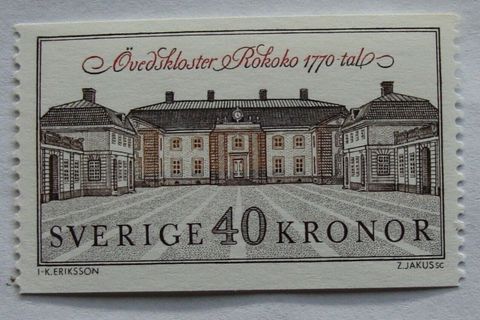 Övedskloster Rokoko 1770-tal
SVERIGE 40 KRONOR
I-K.ERIKSSON Z.JAKUS SC